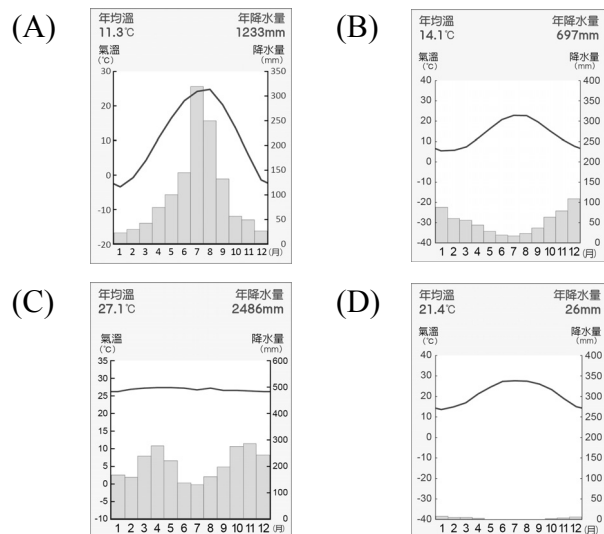 (A)
年均溫 年降水量
11.3℃ 1233mm
氣溫 降水量
(℃) (mm)
30 350
300
20 250
10 200
150
0
100
-10
50
-20 0
1 2 3 4 5 6 7 8 9 10 11 12 (月)
(B)
年均溫 年降水量
14.1℃ 697mm
氣溫 降水量
(℃) (mm)
40 400
30 350
20 300
10 250
0 200
-10 150
-20 100
-30 50
-40 0
1 2 3 4 5 6 7 8 9 10 11 12 (月)
(C)
年均溫 年降水量
27.1℃ 2486mm
氣溫 降水量
(℃) (mm)
35 600
30
25 500
20 400
15
300
10
5 200
0
100
-5
-10 0
1 2 3 4 5 6 7 8 9 10 11 12 (月)
(D)
年均溫 年降水量
21.4℃ 26mm
氣溫 降水量
(℃) (mm)
40 400
30 350
20 300
10 250
0 200
-10 150
-20 100
-30 50
-40 0
1 2 3 4 5 6 7 8 9 10 11 12 (月)